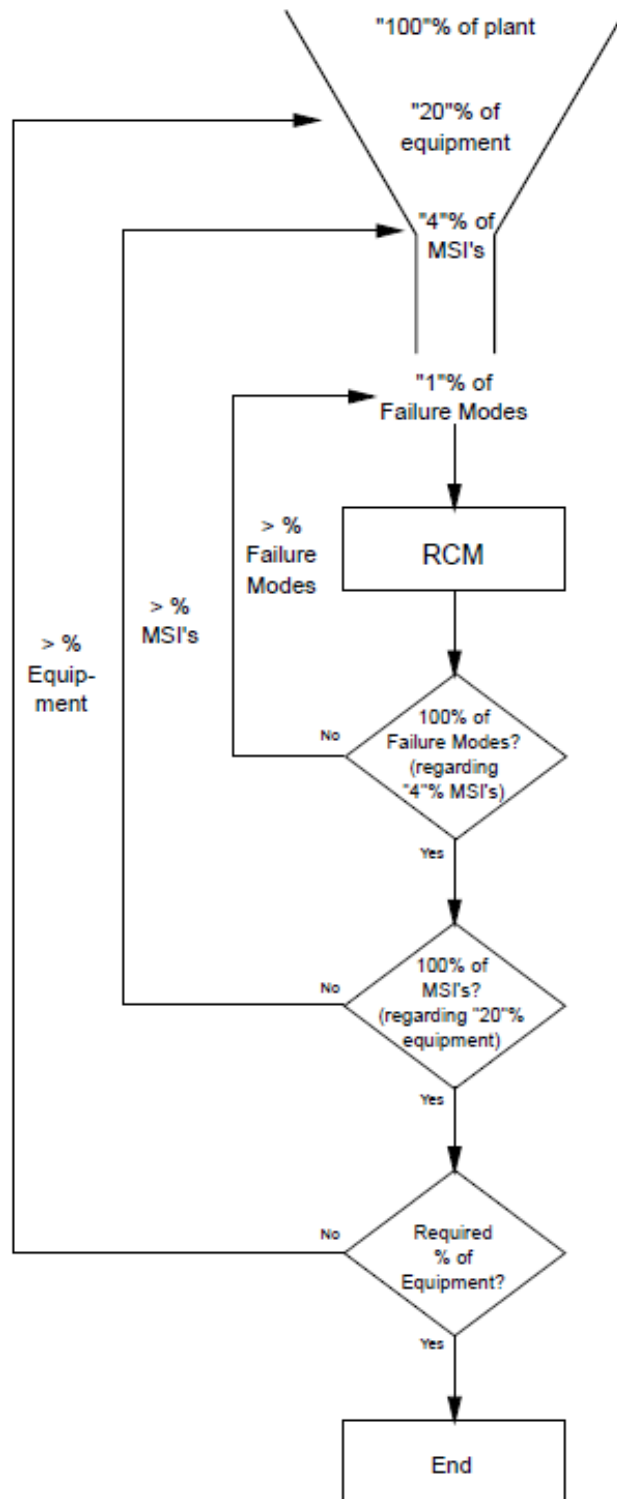 "100"% of plant
"20"% of
equipment
"4"% of
MSI's
"1"% of
Failure Modes
> %
Failure
Modes
> %
MSI's
> %
Equip-
ment
RCM
100% of
Failure Modes?
(regarding
"4"% MSI's)
No
Yes
100% of
MSI's?
(regarding "20"%
equipment)
No
Yes
Required
% of
Equipment?
No
Yes
End